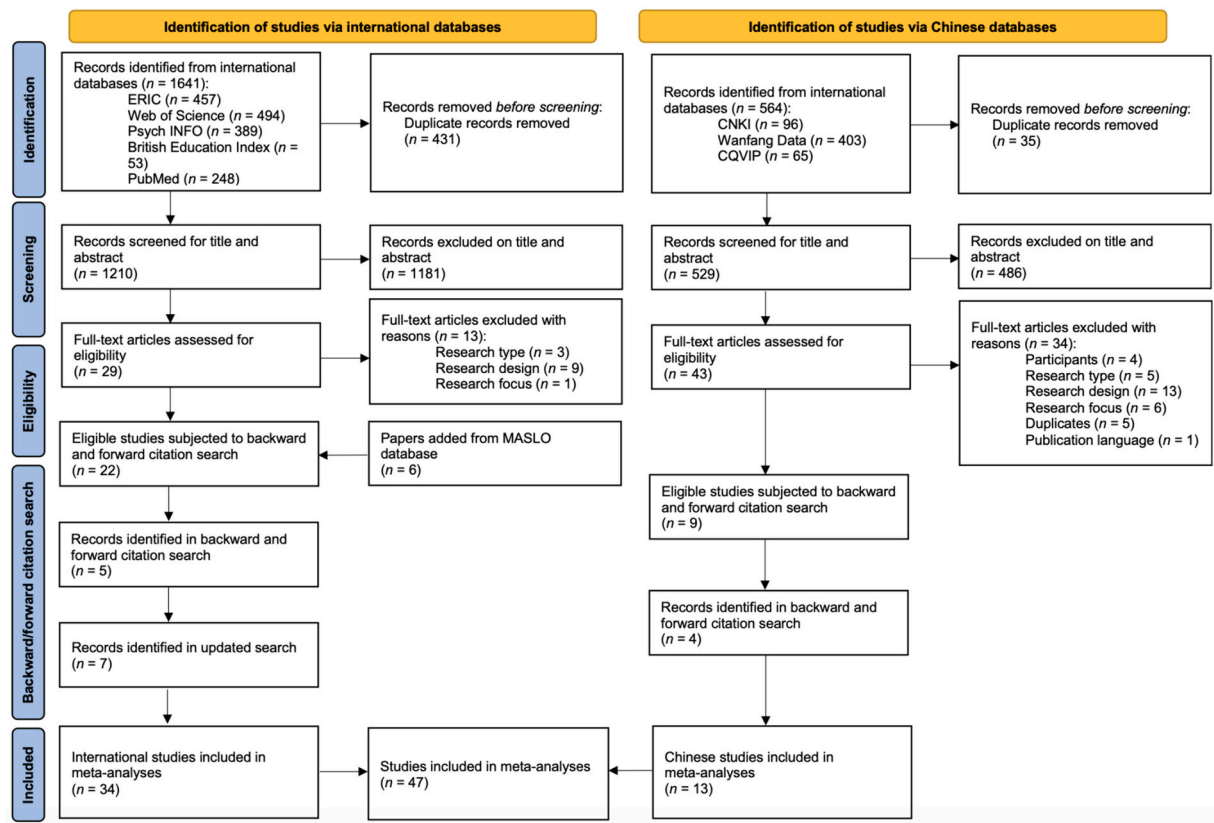 Identification of studies via international databases
Identification of studies via Chinese databases
Identification
Records identified from international
databases (n = 1641):
ERIC (n = 457)
Web of Science (n = 494)
Psych INFO (n = 389)
British Education Index (n =
53)
PubMed (n = 248)
Records removed before screening:
Duplicate records removed
(n = 431)
Records identified from international
databases (n = 564):
CNKI (n = 96)
Wanfang Data (n = 403)
CQVIP (n = 65)
Records removed before screening:
Duplicate records removed
(n = 35)
Screening
Records screened for title and
abstract
(n = 1210)
Records excluded on title and
abstract
(n = 1181)
Records screened for title and
abstract
(n = 529)
Records excluded on title and
abstract
(n = 486)
Full-text articles assessed for
eligibility
(n = 29)
Full-text articles excluded with
reasons (n = 13):
Research type (n = 3)
Research design (n = 9)
Research focus (n = 1)
Full-text articles assessed for
eligibility
(n = 43)
Full-text articles excluded with
reasons (n = 34):
Participants (n = 4)
Research type (n = 5)
Research design (n = 13)
Research focus (n = 6)
Duplicates (n = 5)
Publication language (n = 1)
Eligibility
Eligible studies subjected to backward
and forward citation search
(n = 22)
Papers added from MASLO
database
(n = 6)
Eligible studies subjected to backward
and forward citation search
(n = 9)
Backward/forward citation search
Records identified in backward and
forward citation search
(n = 5)
Records identified in backward and
forward citation search
(n = 4)
Records identified in updated search
(n = 7)
Included
International studies included in
meta-analyses
(n = 34)
Studies included in meta-analyses
(n = 47)
Chinese studies included in
meta-analyses
(n = 13)